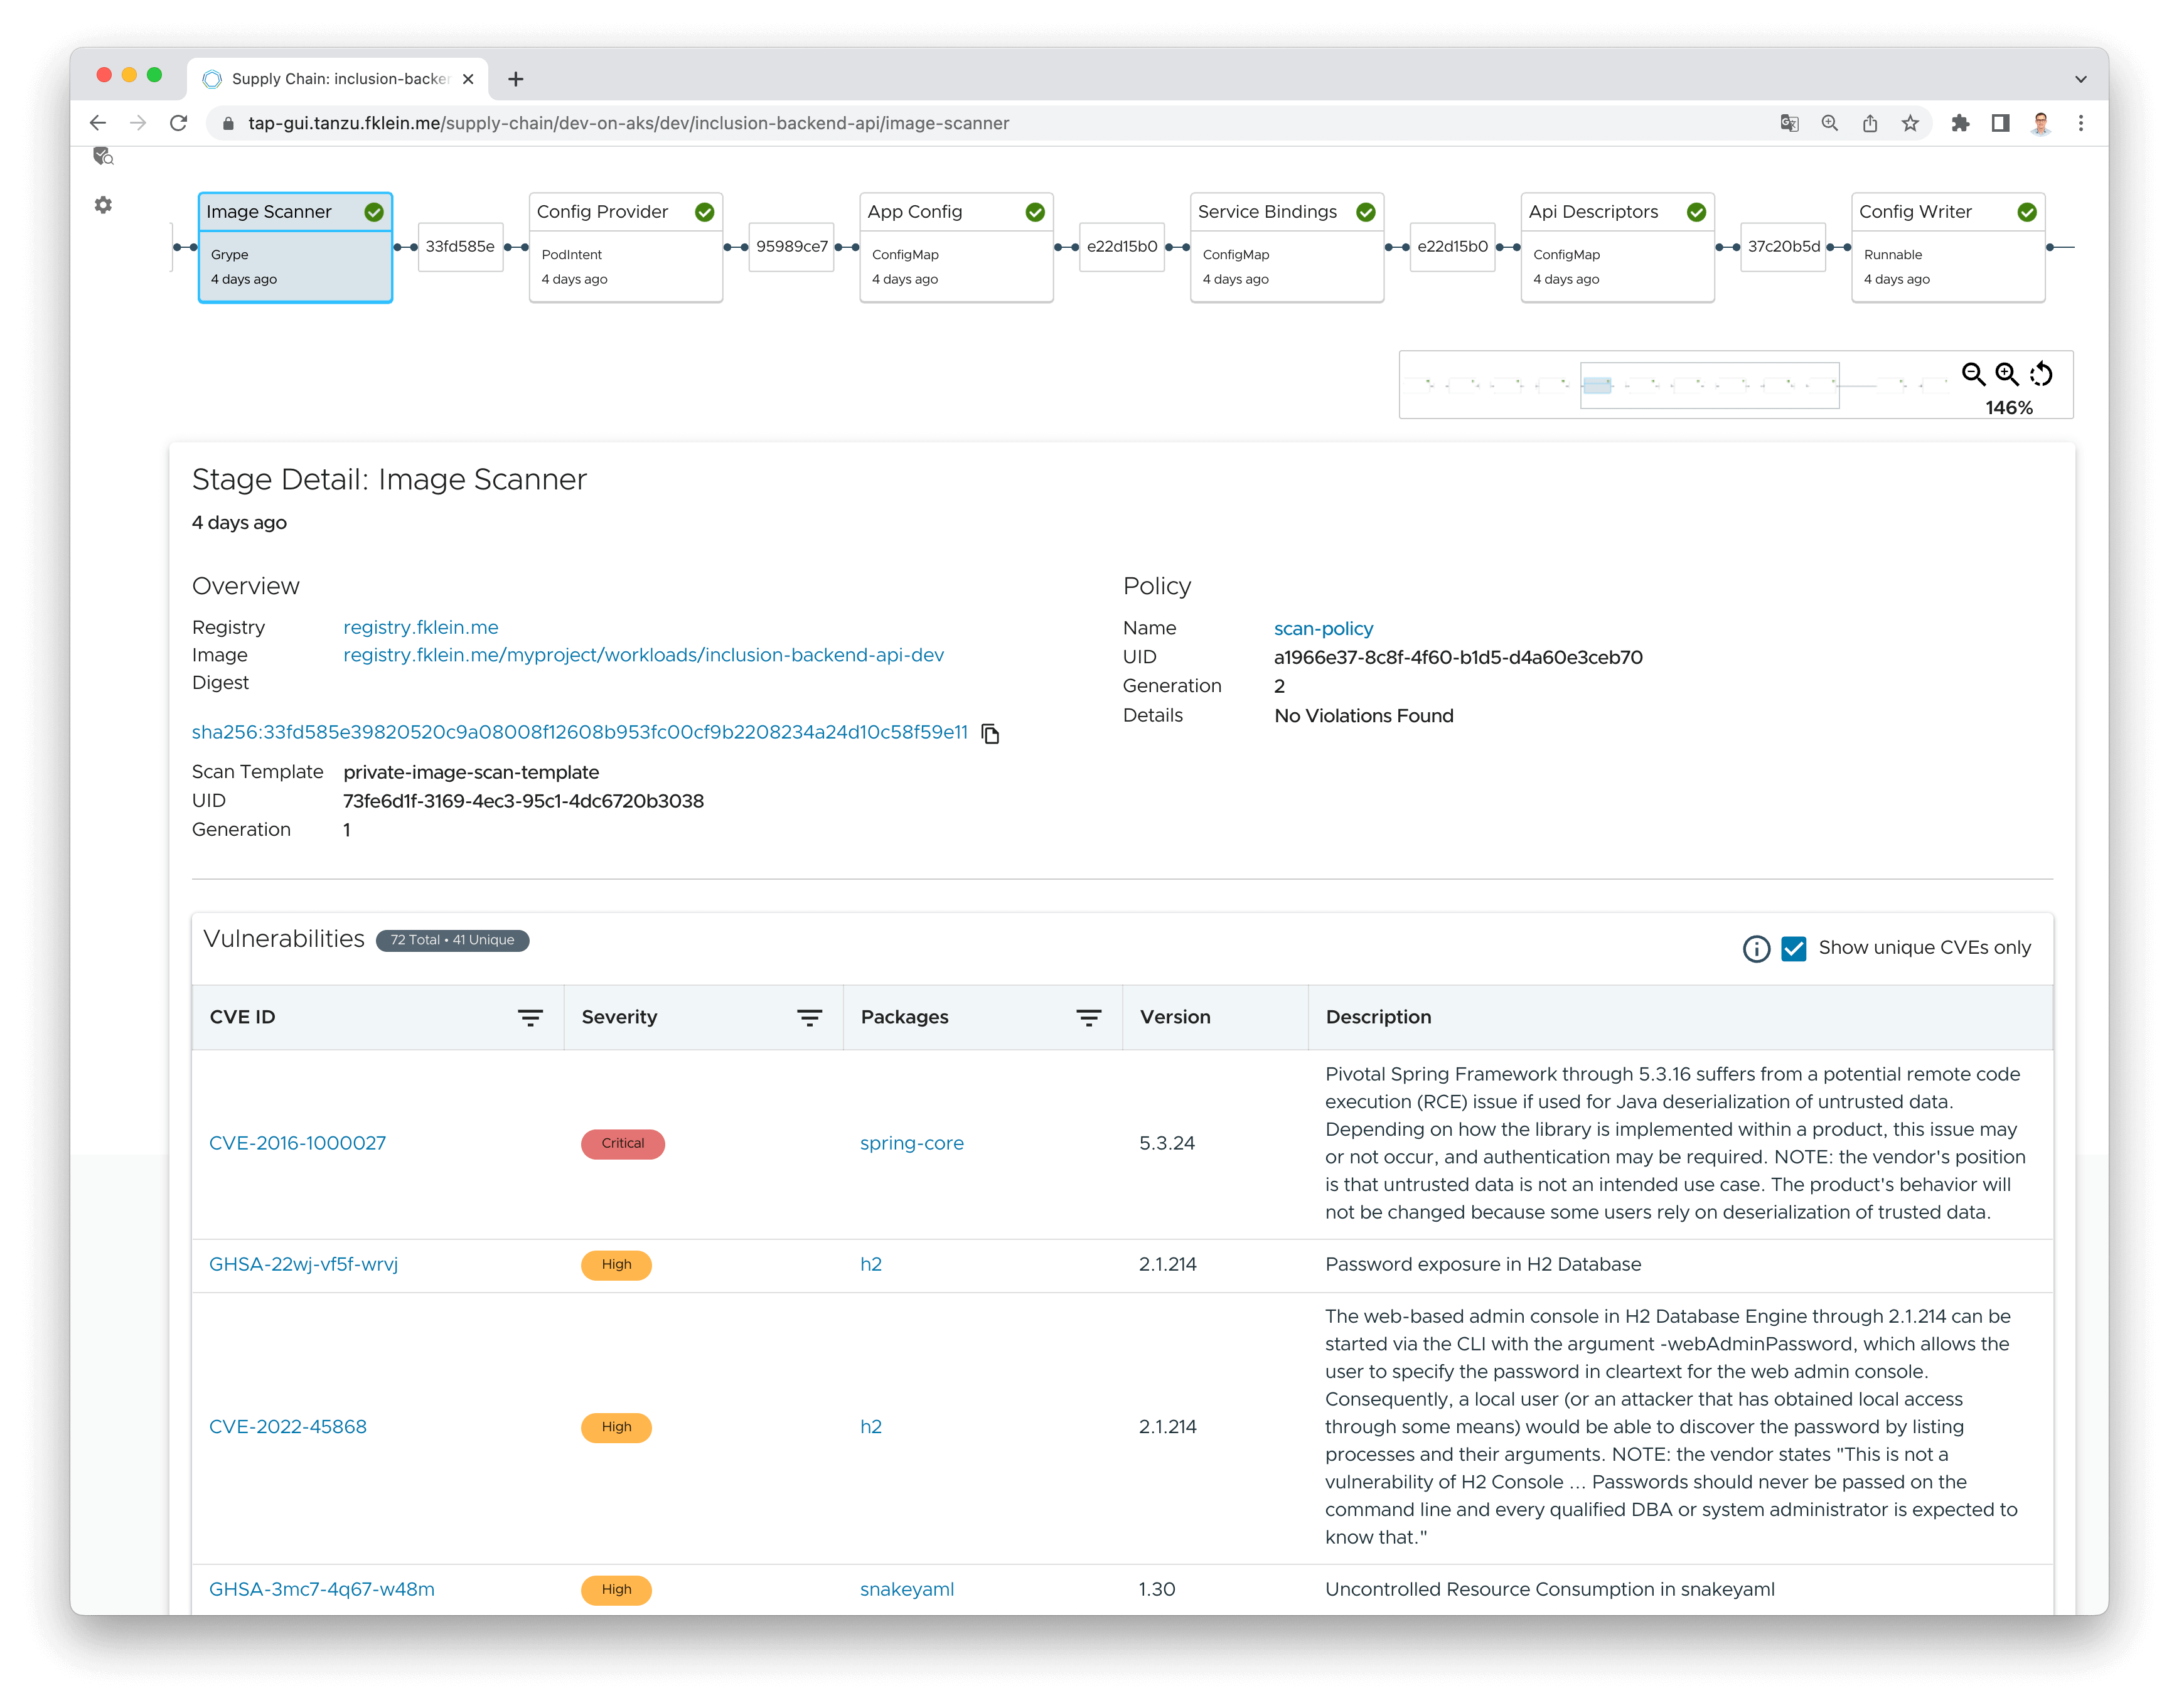 Supply Chain: inclusion-backer
tap-gui.tanzu.fklein.me/supply-chain/dev-on-aks/dev/inclusion-backend-api/image-scanner
Image Scanner
Grype
4 days ago
33fd585e
Config Provider
PodIntent
4 days ago
95989ce7
App Config
ConfigMap
4 days ago
e22d15b0
Service Bindings
ConfigMap
4 days ago
e22d15b0
Api Descriptors
ConfigMap
4 days ago
37c20b5d
Config Writer
Runnable
4 days ago
146%
Stage Detail: Image Scanner
4 days ago
Overview
Registry registry.fklein.me
Image registry.fklein.me/myproject/workloads/inclusion-backend-api-dev
Digest
sha256:33fd585e39820520c9a08008f12608b953fc00cf9b2208234a24d10c58f59e11
Scan Template private-image-scan-template
UID 73fe6d1f-3169-4ec3-95c1-4dc6720b3038
Generation 1
Policy
Name scan-policy
UID a1966e37-8c8f-4f60-b1d5-d4a60e3ceb70
Generation 2
Details No Violations Found
Vulnerabilities 72 Total • 41 Unique
Show unique CVEs only
CVE ID Severity Packages Version Description
CVE-2016-1000027 Critical spring-core 5.3.24
Pivotal Spring Framework through 5.3.16 suffers from a potential remote code
execution (RCE) issue if used for Java deserialization of untrusted data.
Depending on how the library is implemented within a product, this issue may
or not occur, and authentication may be required. NOTE: the vendor's position
is that untrusted data is not an intended use case. The product's behavior will
not be changed because some users rely on deserialization of trusted data.
GHSA-22wj-vf5f-wrvj High h2 2.1.214 Password exposure in H2 Database
CVE-2022-45868 High h2 2.1.214
The web-based admin console in H2 Database Engine through 2.1.214 can be
started via the CLI with the argument -webAdminPassword, which allows the
user to specify the password in cleartext for the web admin console.
Consequently, a local user (or an attacker that has obtained local access
through some means) would be able to discover the password by listing
processes and their arguments. NOTE: the vendor states "This is not a
vulnerability of H2 Console ... Passwords should never be passed on the
command line and every qualified DBA or system administrator is expected to
know that."
GHSA-3mc7-4q67-w48m High snakeyaml 1.30 Uncontrolled Resource Consumption in snakeyaml